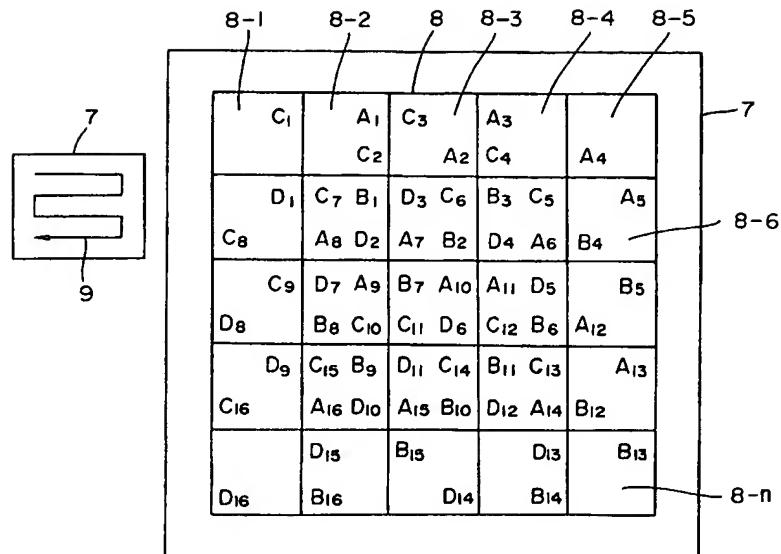 8-1 8-2 8 8-3 8-4 8-5
7 7
C1 A1 C3 A3
C2 A2 C4 A4
D1 C7 B1 D3 C6 B3 C5 A5
C8 A8 D2 A7 B2 D4 A6 B4 8-6
9
C9 D7 A9 B7 A10 A11 D5 B5
D8 B8 C10 C11 D6 C12 B6 A12
D9 C15 B9 D11 C14 B11 C13 A13
C16 A16 D10 A15 B10 D12 A14 B12
D15 B15 D13 B13
D16 B16 D14 B14 8-n